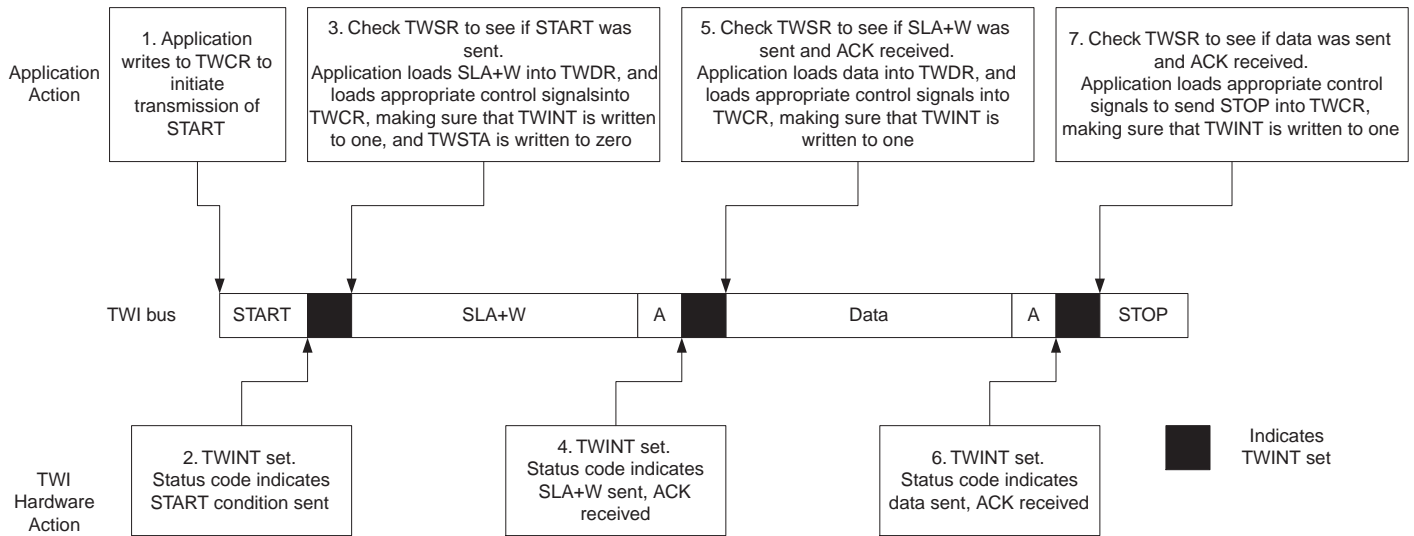 Application
Action
1. Application
writes to TWCR to
initiate
transmission of
START
3. Check TWSR to see if START was
sent.
Application loads SLA+W into TWDR, and
loads appropriate control signalsinto
TWCR, making sure that TWINT is written
to one, and TWSTA is written to zero
5. Check TWSR to see if SLA+W was
sent and ACK received.
Application loads data into TWDR, and
loads appropriate control signals into
TWCR, making sure that TWINT is
written to one
7. Check TWSR to see if data was sent
and ACK received.
Application loads appropriate control
signals to send STOP into TWCR,
making sure that TWINT is written to one
TWI bus
START
SLA+W
A
Data
A
STOP
TWI
Hardware
Action
2. TWINT set.
Status code indicates
START condition sent
4. TWINT set.
Status code indicates
SLA+W sent, ACK
received
6. TWINT set.
Status code indicates
data sent, ACK received
Indicates
TWINT set